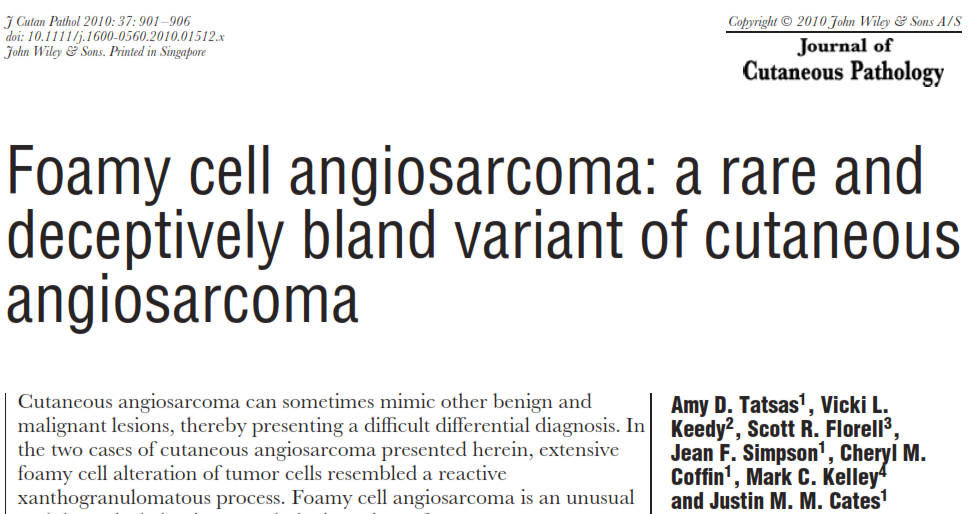 J Cutan Pathol 2010: 37: 901–906
doi: 10.1111/j.1600-0560.2010.01512.x
John Wiley & Sons. Printed in Singapore
Copyright © 2010 John Wiley & Sons A/S
Journal of
Cutaneous Pathology
Foamy cell angiosarcoma: a rare and
deceptively bland variant of cutaneous
angiosarcoma
Cutaneous angiosarcoma can sometimes mimic other benign and
malignant lesions, thereby presenting a difficult differential diagnosis. In
the two cases of cutaneous angiosarcoma presented herein, extensive
foamy cell alteration of tumor cells resembled a reactive
xanthogranulomatous process. Foamy cell angiosarcoma is an unusual
Amy D. Tatsas1, Vicki L.
Keedy2, Scott R. Florell3,
Jean F. Simpson1, Cheryl M.
Coffin1, Mark C. Kelley4
and Justin M. M. Cates1